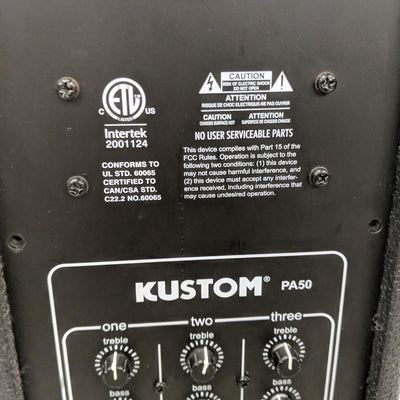 C ETL US
LISTED
Intertek
2001124
CONFORMS TO
UL STD. 60065
CERTIFIED TO
CAN/CSA STD.
C22.2 NO.60065
CAUTION
RISK OF ELECTRIC SHOCK
DO NOT OPEN
ATTENTION
RISQUE DE CHOC ELECTRIQUE-NE PAS OUVRIR
CAUTION
CHASSIS SURFACE HOT
ATTENTION
SUPERFICE DE CHASSIS CHAUDE
NO USER SERVICEABLE PARTS
This device complies with Part 15 of the
FCC Rules. Operation is subject to the
following two conditions: (1) this device
may not cause harmful interference, and
(2) this device must accept any interfer-
ence received, including interference that
may cause undesired operation.
KUSTOM® PA50
one
two
three
treble
treble
treble
bass
bass
bass